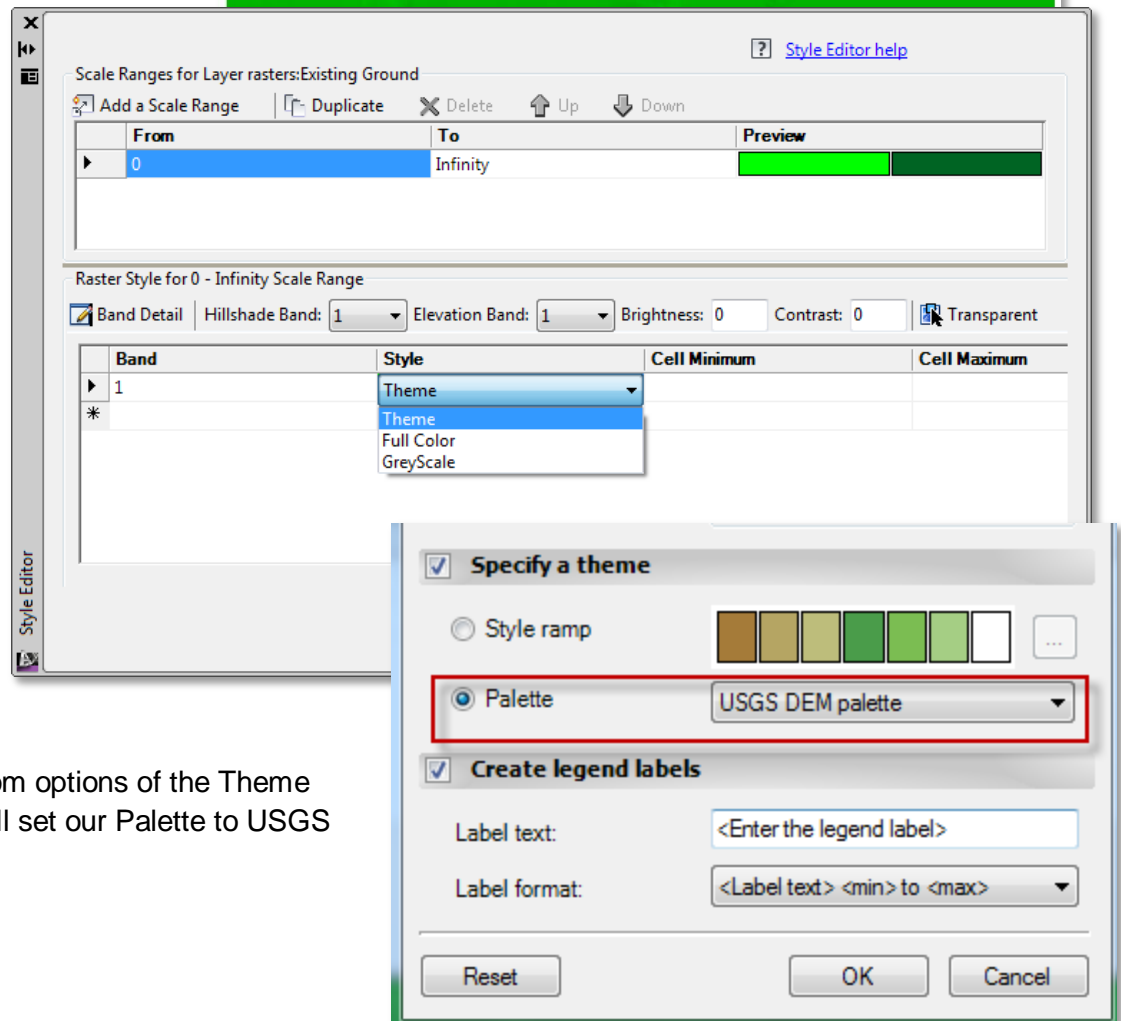 Style Editor help
Scale Ranges for Layer rasters:Existing Ground
Add a Scale Range Duplicate Delete Up Down
From To Preview
0 Infinity
Raster Style for 0 - Infinity Scale Range
Band Detail Hillshade Band: 1 Elevation Band: 1 Brightness: 0 Contrast: 0 Transparent
Band Style Cell Minimum Cell Maximum
1 Theme
Theme
Full Color
GreyScale
Style Editor
Specify a theme
Style ramp ...
Palette USGS DEM palette
Create legend labels
Label text: <Enter the legend label>
Label format: <Label text> <min> to <max>
Reset OK Cancel
options of the Theme
set our Palette to USGS